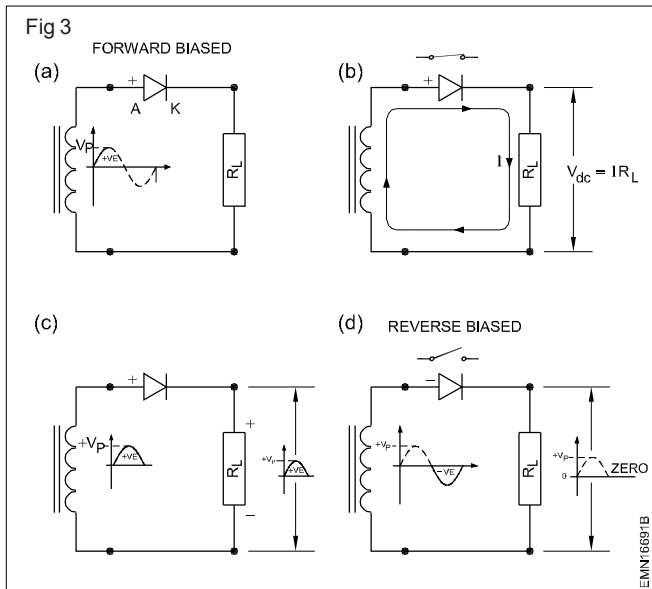 Fig 3
FORWARD BIASED
(a)
+
A K
VP
+VE
RL
(b)
+
I
RL
Vdc = IRL
(c)
+
+VP
+VE
+
RL
–
+VP
+VE
(d)
REVERSE BIASED
–
+VP
–VE
RL
+VP
0
ZERO
EMN16691B